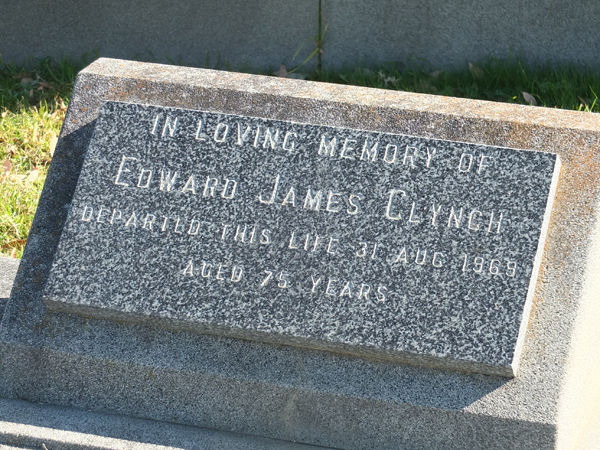 IN LOVING MEMORY OF
EDWARD JAMES CLYNCH
DEPARTED THIS LIFE 31 AUG 1969
AGED 75 YEARS